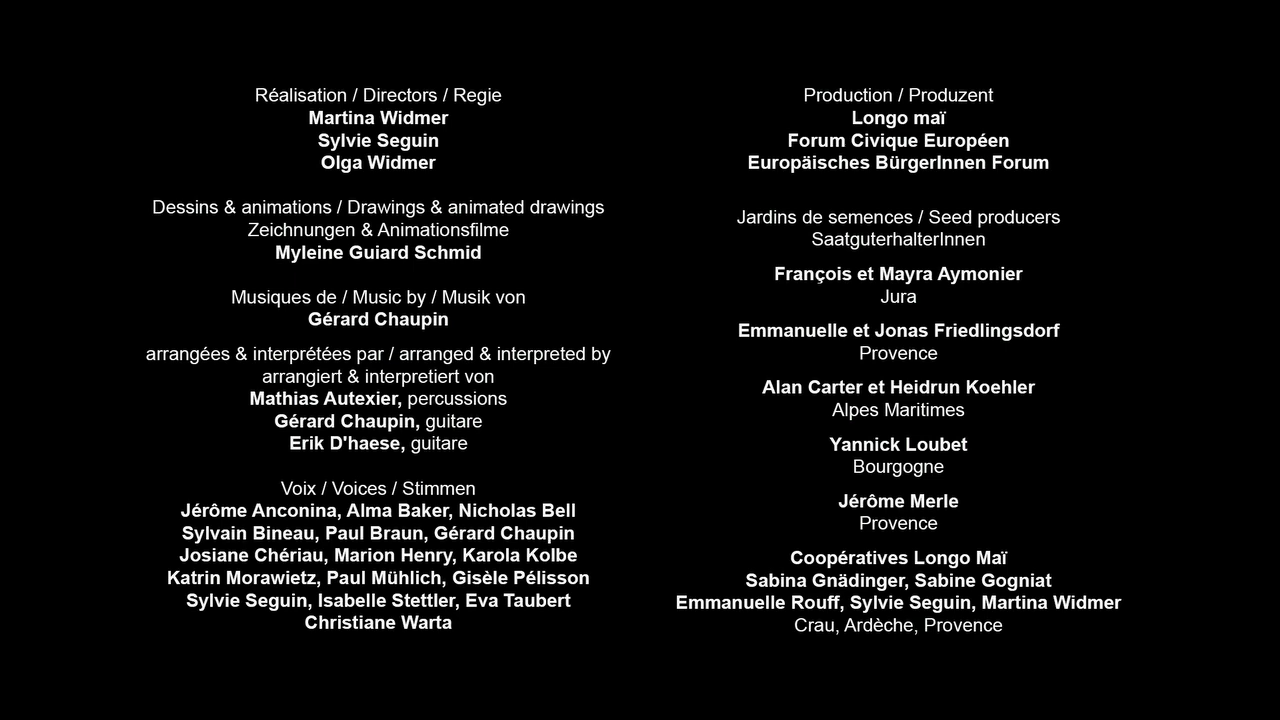 Réalisation / Directors / Regie
Martina Widmer
Sylvie Seguin
Olga Widmer
Dessins & animations / Drawings & animated drawings
Zeichnungen & Animationsfilme
Myleine Guiard Schmid
Musiques de / Music by / Musik von
Gérard Chaupin
arrangées & interprétées par / arranged & interpreted by
arrangiert & interpretiert von
Mathias Autexier, percussions
Gérard Chaupin, guitare
Erik D'haese, guitare
Voix / Voices / Stimmen
Jérôme Anconina, Alma Baker, Nicholas Bell
Sylvain Bineau, Paul Braun, Gérard Chaupin
Josiane Chériau, Marion Henry, Karola Kolbe
Katrin Morawietz, Paul Mühlich, Gisèle Pélisson
Sylvie Seguin, Isabelle Stettler, Eva Taubert
Christiane Warta
Production / Produzent
Longo maï
Forum Civique Européen
Europäisches BürgerInnen Forum
Jardins de semences / Seed producers
SaatguterhalterInnen
François et Mayra Aymonier
Jura
Emmanuelle et Jonas Friedlingsdorf
Provence
Alan Carter et Heidrun Koehler
Alpes Maritimes
Yannick Loubet
Bourgogne
Jérôme Merle
Provence
Coopératives Longo Maï
Sabina Gnädinger, Sabine Gogniat
Emmanuelle Rouff, Sylvie Seguin, Martina Widmer
Crau, Ardèche, Provence